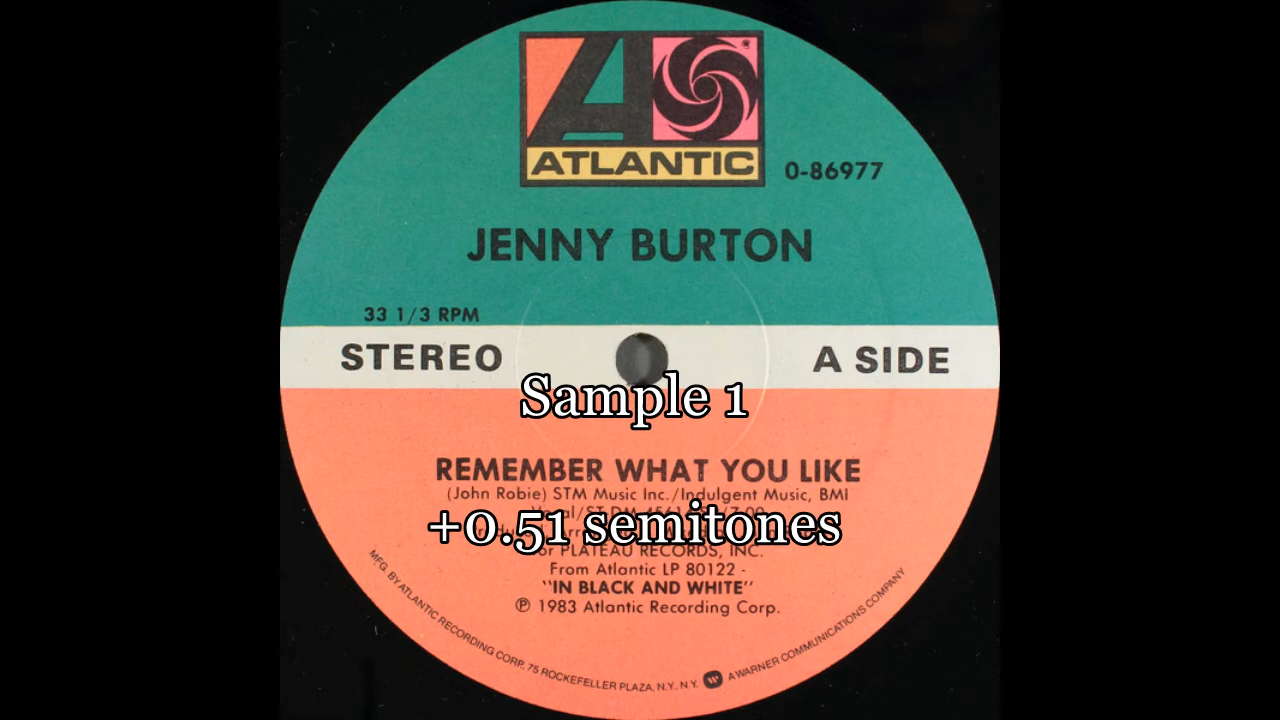 ATLANTIC
0-86977
JENNY BURTON
33 1/3 RPM
STEREO
A SIDE
Sample 1
REMEMBER WHAT YOU LIKE
(John Robie) STM Music Inc./Indulgent Music, BMI
+0.51 semitones
for PLATEAU RECORDS, INC.
From Atlantic LP 80122 -
"IN BLACK AND WHITE"
℗ 1983 Atlantic Recording Corp.
MFG. BY ATLANTIC RECORDING CORP., 75 ROCKEFELLER PLAZA, N.Y., N.Y. W A WARNER COMMUNICATIONS COMPANY